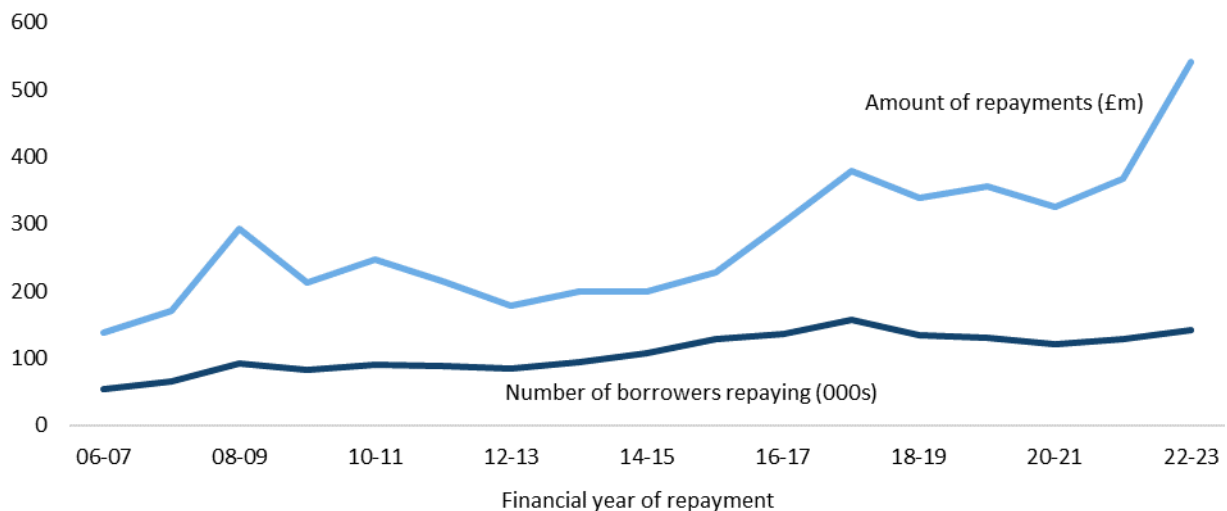 600
500
Amount of repayments (£m)
400
300
200
100
Number of borrowers repaying (000s)
0
06-07 08-09 10-11 12-13 14-15 16-17 18-19 20-21 22-23
Financial year of repayment